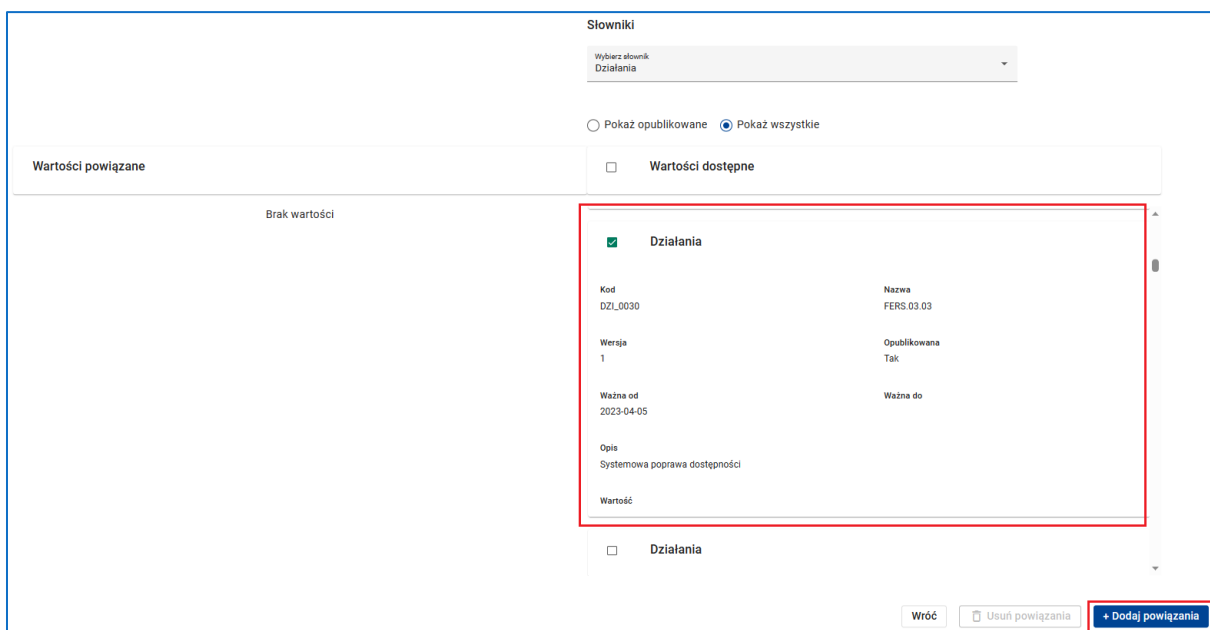 Słowniki
Wybierz słownik
Działania
Pokaż opublikowane Pokaż wszystkie
Wartości powiązane Wartości dostępne
Brak wartości
Działania
Kod Nazwa
DZI_0030 FERS.03.03
Wersja Opublikowana
1 Tak
Ważna od Ważna do
2023-04-05
Opis
Systemowa poprawa dostępności
Wartość
Działania
Wróć Usuń powiązania + Dodaj powiązania